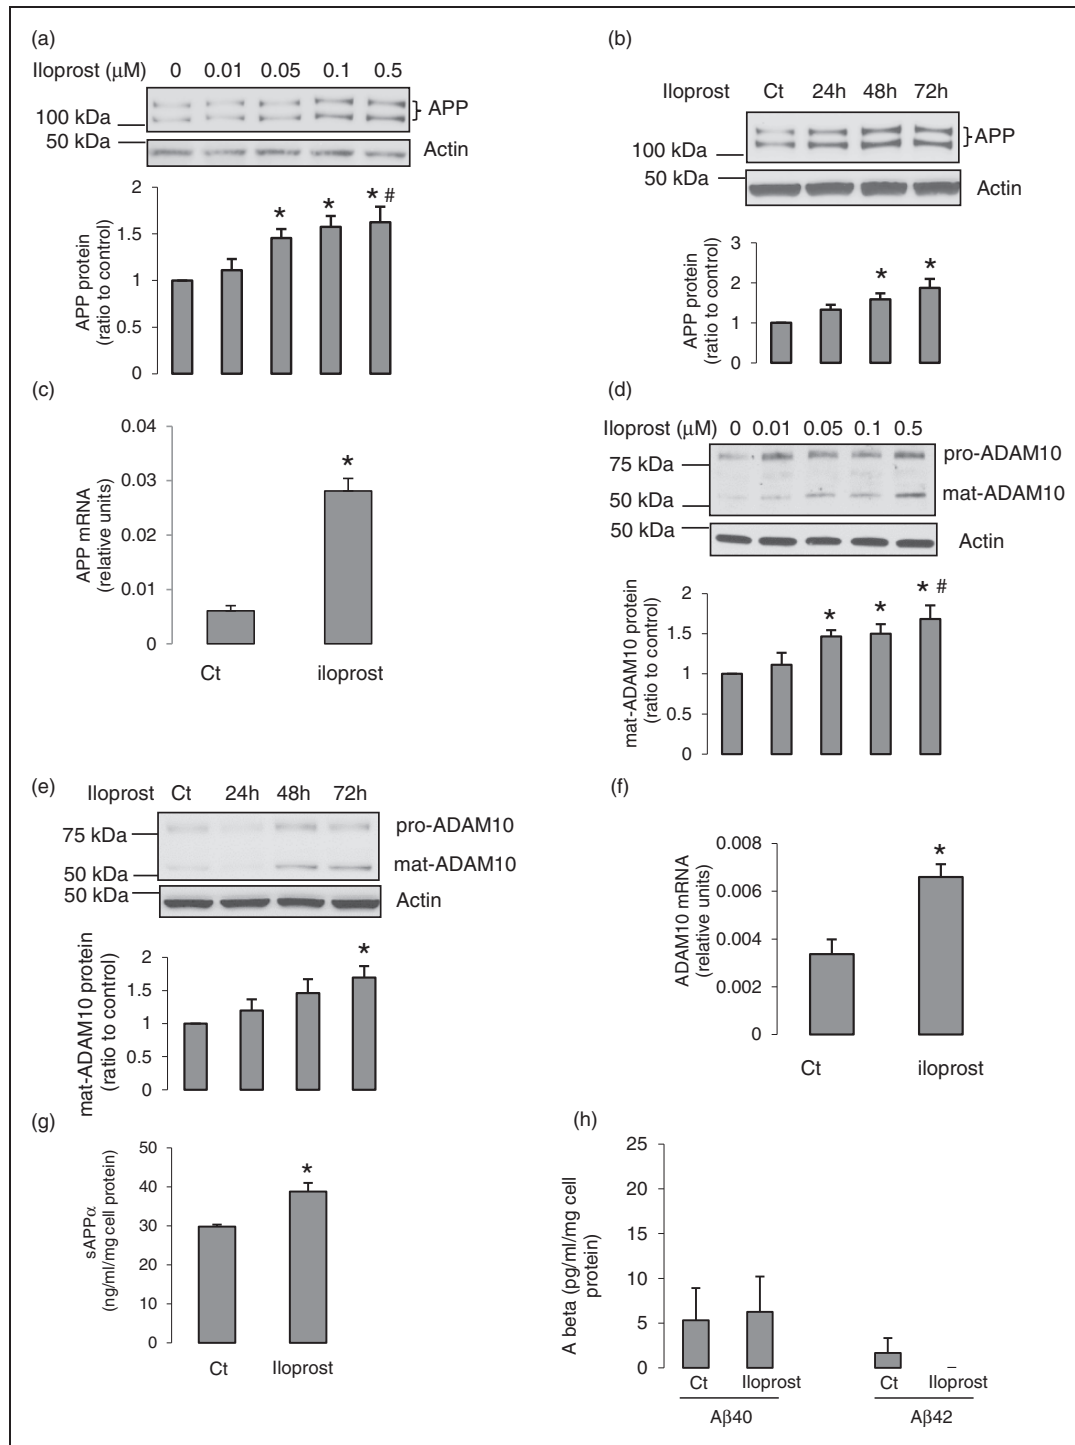 (a)
Iloprost (μM) 0 0.01 0.05 0.1 0.5
APP
100 kDa
50 kDa
Actin
APP protein
(ratio to control)
2
* #
*
*
1.5
1
0.5
0
(b)
Iloprost Ct 24h 48h 72h
APP
100 kDa
50 kDa
Actin
APP protein
(ratio to control)
3
*
*
2
1
0
(c)
APP mRNA
(relative units)
0.04
0.03
0.02
0.01
0
*
Ct iloprost
(d)
Iloprost (μM) 0 0.01 0.05 0.1 0.5
pro-ADAM10
75 kDa
mat-ADAM10
50 kDa
50 kDa
Actin
mat-ADAM10 protein
(ratio to control)
2
* #
*
*
1.5
1
0.5
0
(e)
Iloprost Ct 24h 48h 72h
pro-ADAM10
75 kDa
mat-ADAM10
50 kDa
50 kDa
Actin
mat-ADAM10 protein
(ratio to control)
2
*
1.5
1
0.5
0
(f)
ADAM10 mRNA
(relative units)
0.008
*
0.006
0.004
0.002
0
Ct iloprost
(g)
sAPPα
(ng/ml/mg cell protein)
50
40
*
30
20
10
0
Ct Iloprost
(h)
A beta (pg/ml/mg cell
protein)
25
20
15
10
5
0
Ct Iloprost Ct Iloprost
Aβ40 Aβ42